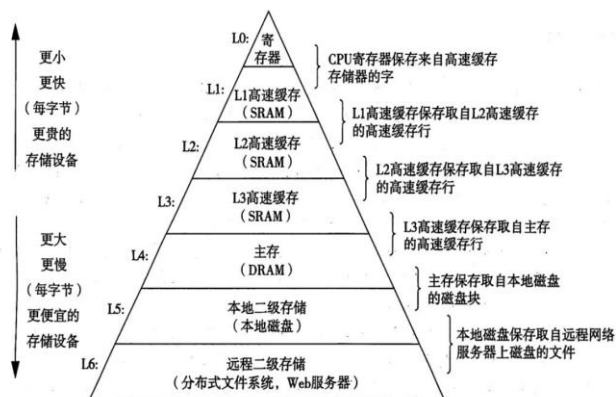 更小
更快
(每字节)
更贵的
存储设备
更大
更慢
(每字节)
更便宜的
存储设备
L0:
寄
存器
L1:
L1高速缓存
(SRAM)
L2:
L2高速缓存
(SRAM)
L3:
L3高速缓存
(SRAM)
L4:
主存
(DRAM)
L5:
本地二级存储
(本地磁盘)
L6:
远程二级存储
(分布式文件系统, Web服务器)
CPU寄存器保存来自高速缓存
存储器的字
L1高速缓存保存取自L2高速缓存
的高速缓存行
L2高速缓存保存取自L3高速缓存
的高速缓存行
L3高速缓存保存取自主存
的高速缓存行
主存保存取自本地磁盘
的磁盘块
本地磁盘保存取自远程网络
服务器上磁盘的文件